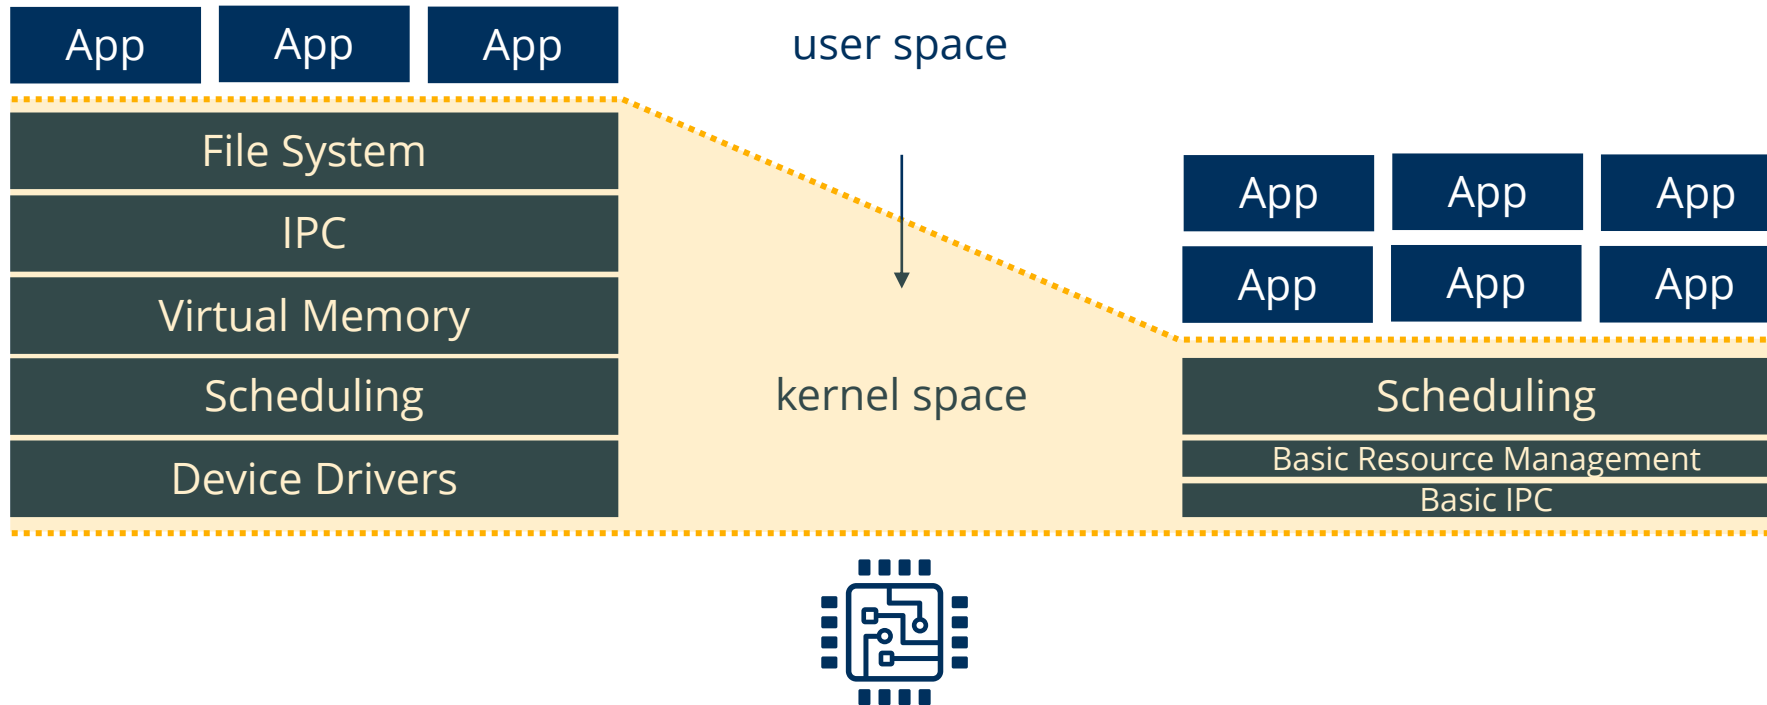 App App App
user space
File System
IPC
Virtual Memory
Scheduling
Device Drivers
kernel space
App App App
App App App
Scheduling
Basic Resource Management
Basic IPC